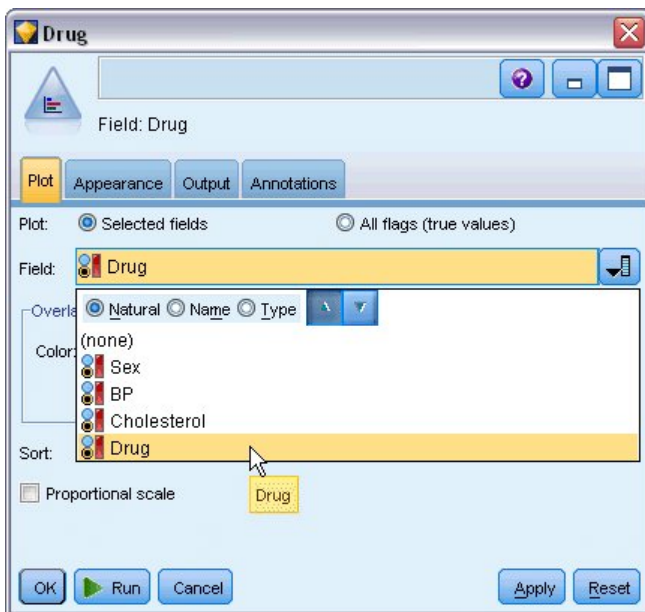 Drug
Field: Drug
Plot Appearance Output Annotations
Plot: Selected fields All flags (true values)
Field: Drug
Overla Natural Name Type
(none)
Color:
Sex
BP
Cholesterol
Sort: Drug
Proportional scale Drug
OK Run Cancel Apply Reset